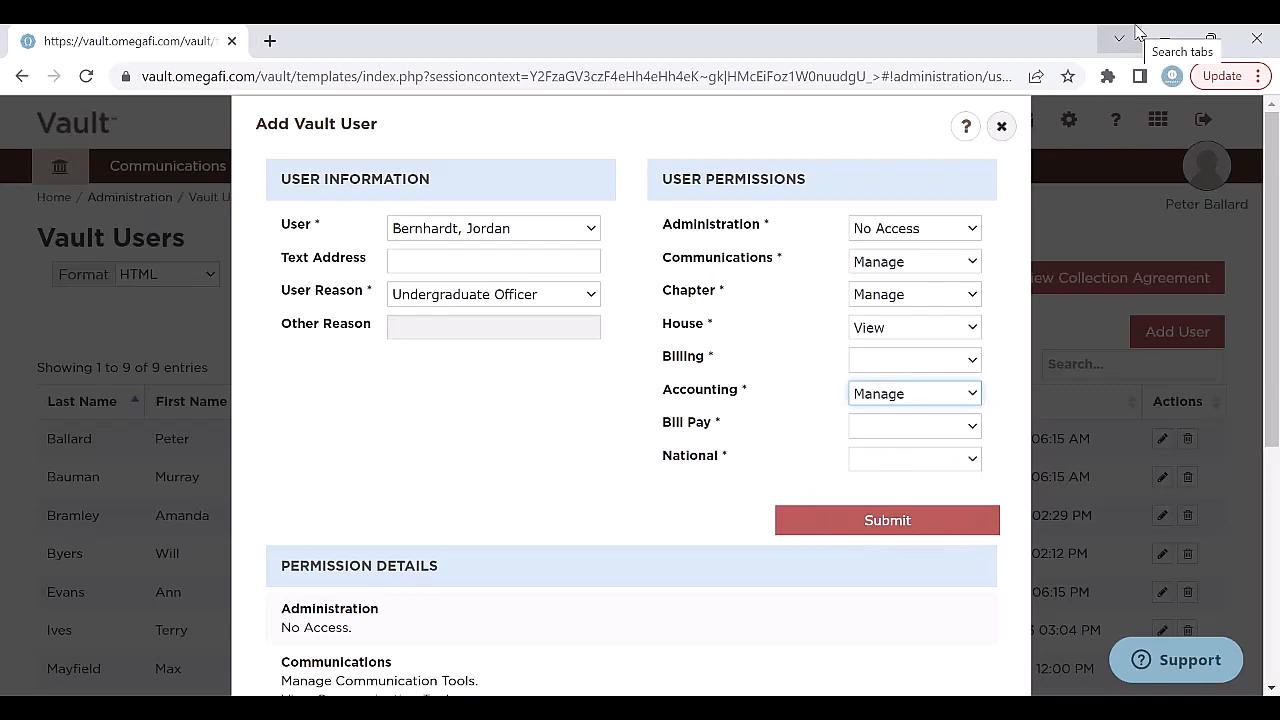 https://vault.omegafi.com/vault/
Search tabs
vault.omegafi.com/vault/templates/index.php?sessioncontext=Y2FzaGV3czF4eHh4eHh4eK~gk|HMcEiFoz1W0nuudgU_>#!administration/us...
Update
Vault™
Communications
Peter Ballard
Home / Administration / Vault U
Vault Users
Format HTML
View Collection Agreement
Add User
Showing 1 to 9 of 9 entries
Search...
Last Name First Name Actions
Ballard Peter 06:15 AM
Bauman Murray 06:15 AM
Bramley Amanda 02:29 PM
Byers Will 02:12 PM
Evans Ann 06:15 PM
Ives Terry 03:04 PM
Mayfield Max 12:00 PM
Add Vault User
?
USER INFORMATION
User * Bernhardt, Jordan
Text Address
User Reason * Undergraduate Officer
Other Reason
USER PERMISSIONS
Administration * No Access
Communications * Manage
Chapter * Manage
House * View
Billing *
Accounting * Manage
Bill Pay *
National *
Submit
PERMISSION DETAILS
Administration
No Access.
Communications
Manage Communication Tools.
Support